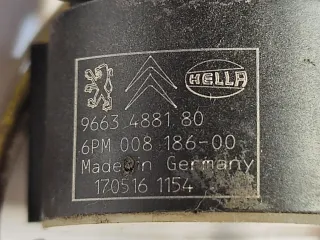 HELLA
9663 4881 80
6PM 008 186-00
Made in Germany
170516 1154